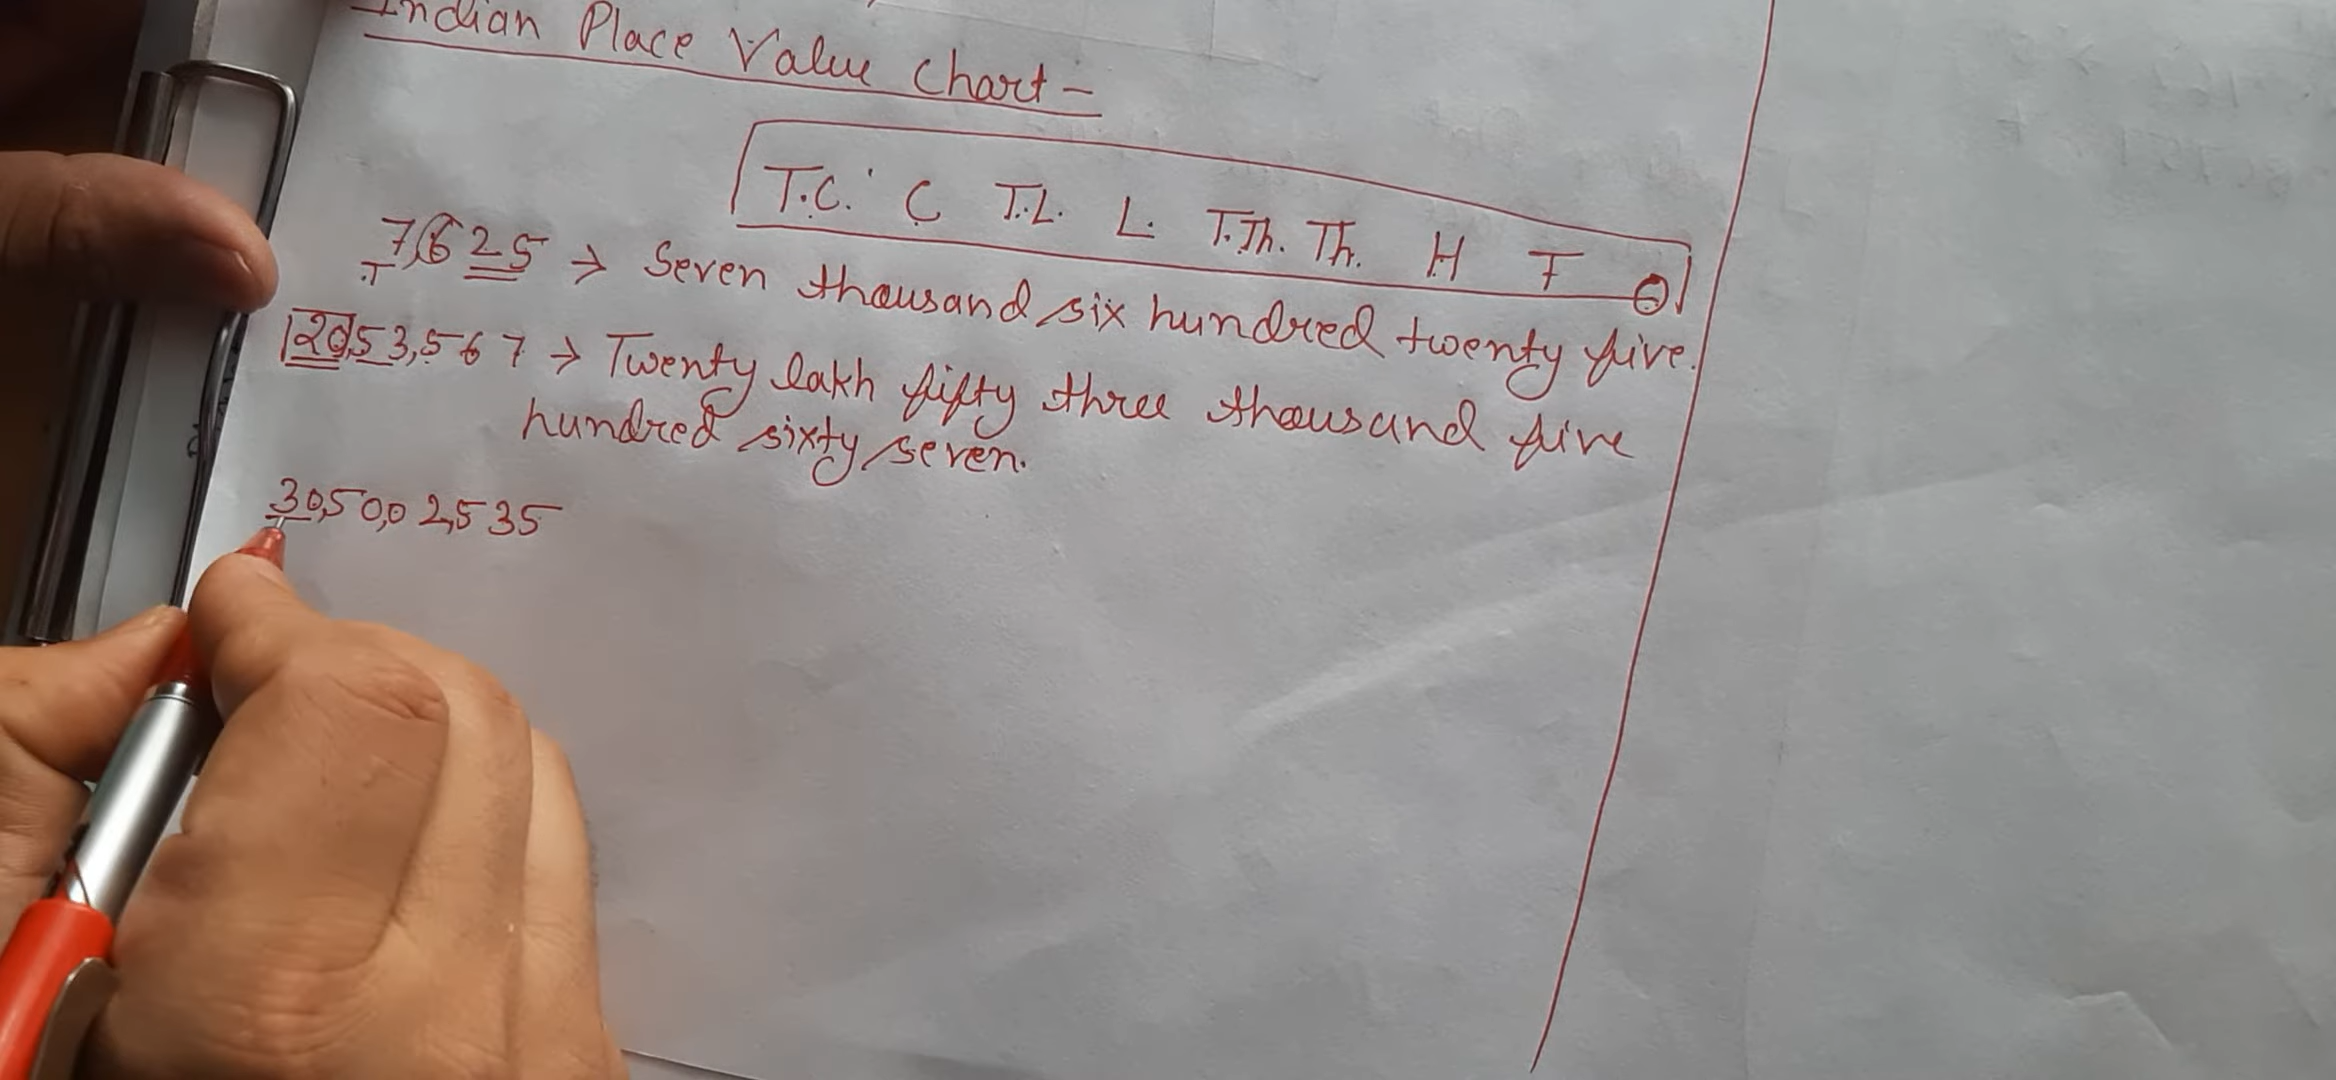 Indian Place Value Chart-
T.C. C T.L. L. T.Th. Th. H T O
7,625 → Seven thousand six hundred twenty five.
T
20,53,567 → Twenty lakh fifty three thousand five
hundred sixty seven.
30,50,02,535